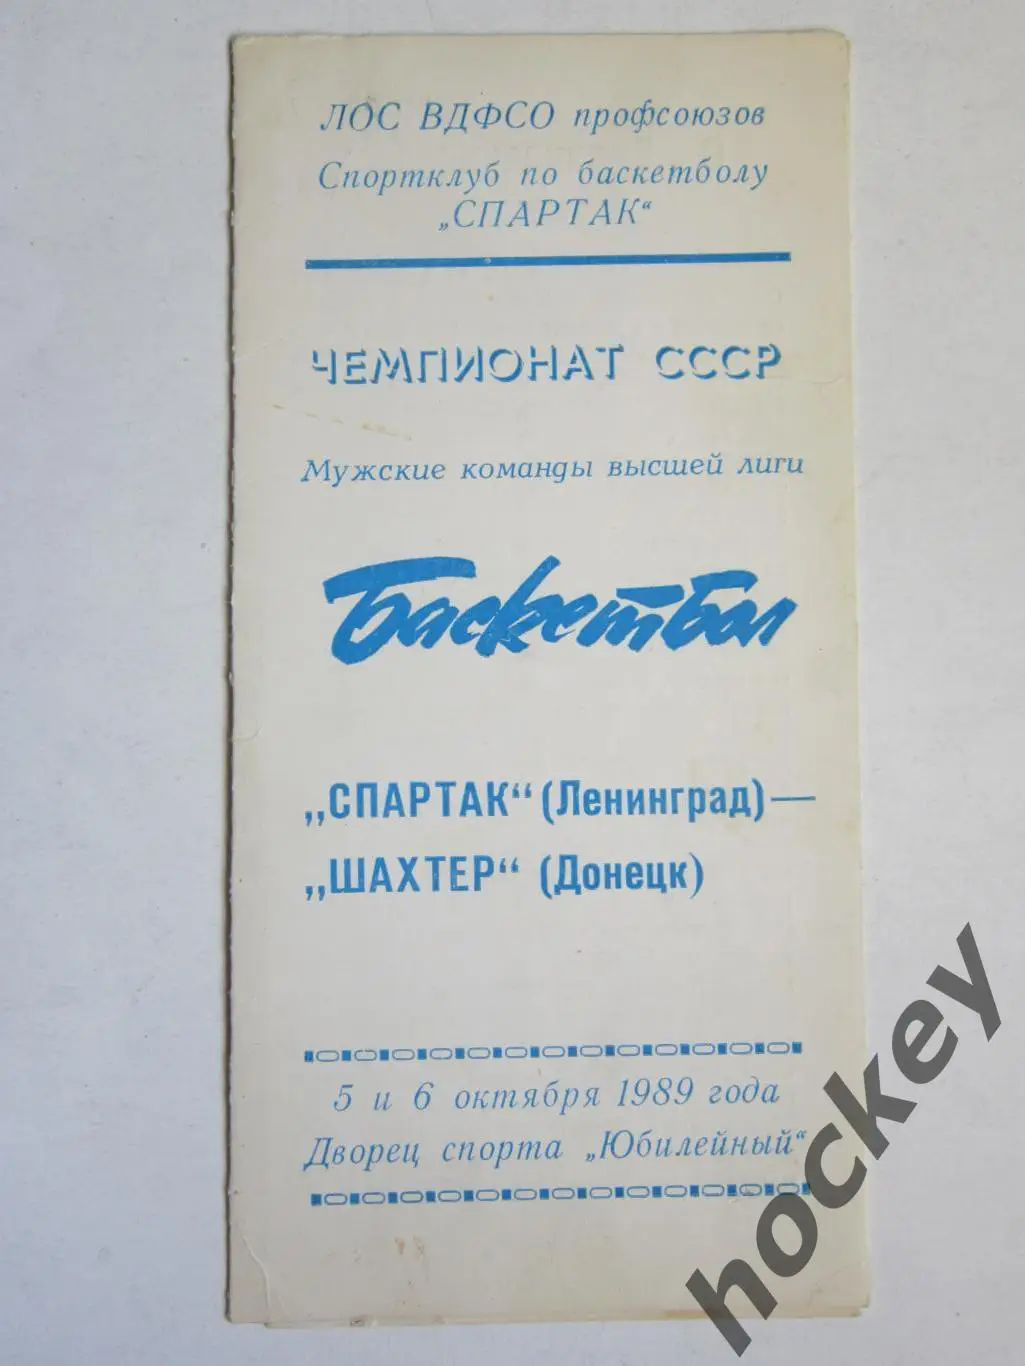 ЛОС ВДФСО профсоюзов
Спортклуб по баскетболу
„СПАРТАК“
ЧЕМПИОНАТ СССР
Мужские команды высшей лиги
Баскетбол
„СПАРТАК“ (Ленинград) —
„ШАХТЕР“ (Донецк)
5 и 6 октября 1989 года
Дворец спорта „Юбилейный“
hockey